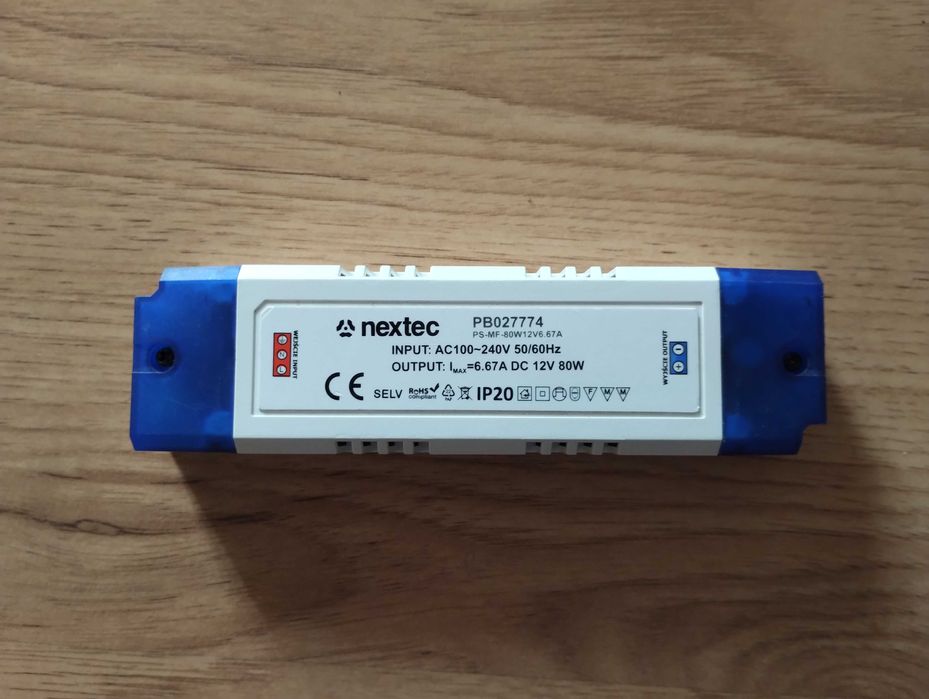 nextec
PB027774
PS-MF-80W12V6.67A
INPUT: AC100~240V 50/60Hz
OUTPUT: IMAX=6.67A DC 12V 80W
CE SELV RoHS compliant IP20 F M M
WEJŚCIE INPUT
N L
WYJŚCIE OUTPUT
- +